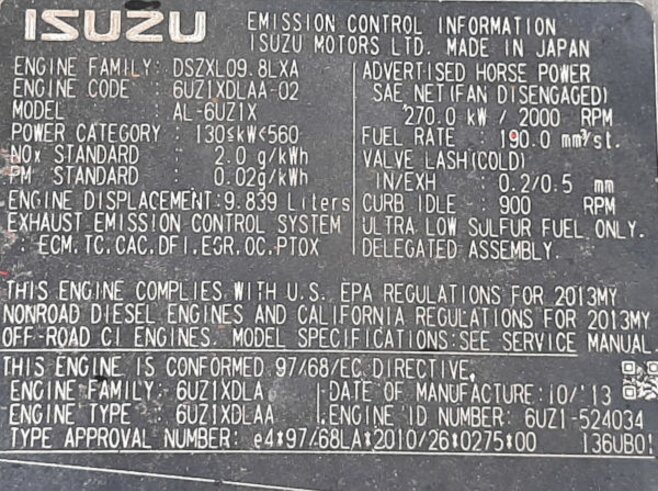 ISUZU
EMISSION CONTROL INFORMATION
ISUZU MOTORS LTD. MADE IN JAPAN
ENGINE FAMILY: DSZXL09.8LXA
ENGINE CODE : 6UZ1XDLAA-02
MODEL : AL-6UZ1X
POWER CATEGORY : 130≤kW<560
NOx STANDARD : 2.0 g/kWh
PM STANDARD : 0.02g/kWh
ENGINE DISPLACEMENT:9.839 Liters
EXHAUST EMISSION CONTROL SYSTEM
: ECM,TC,CAC,DFI,EGR,OC,PTOX
ADVERTISED HORSE POWER
SAE NET(FAN DISENGAGED)
270.0 kW / 2000 RPM
FUEL RATE : 190.0 mm³/st.
VALVE LASH(COLD)
IN/EXH : 0.2/0.5 mm
CURB IDLE : 900 RPM
ULTRA LOW SULFUR FUEL ONLY.
DELEGATED ASSEMBLY.
THIS ENGINE COMPLIES WITH U.S. EPA REGULATIONS FOR 2013MY
NONROAD DIESEL ENGINES AND CALIFORNIA REGULATIONS FOR 2013MY
OFF-ROAD CI ENGINES. MODEL SPECIFICATIONS:SEE SERVICE MANUAL.
THIS ENGINE IS CONFORMED 97/68/EC DIRECTIVE.
ENGINE FAMILY: 6UZ1XDLA
ENGINE TYPE : 6UZ1XDLAA
DATE OF MANUFACTURE:10/'13
ENGINE ID NUMBER: 6UZ1-524034
TYPE APPROVAL NUMBER: e4*97/68LA*2010/26*0275*00 136UB01